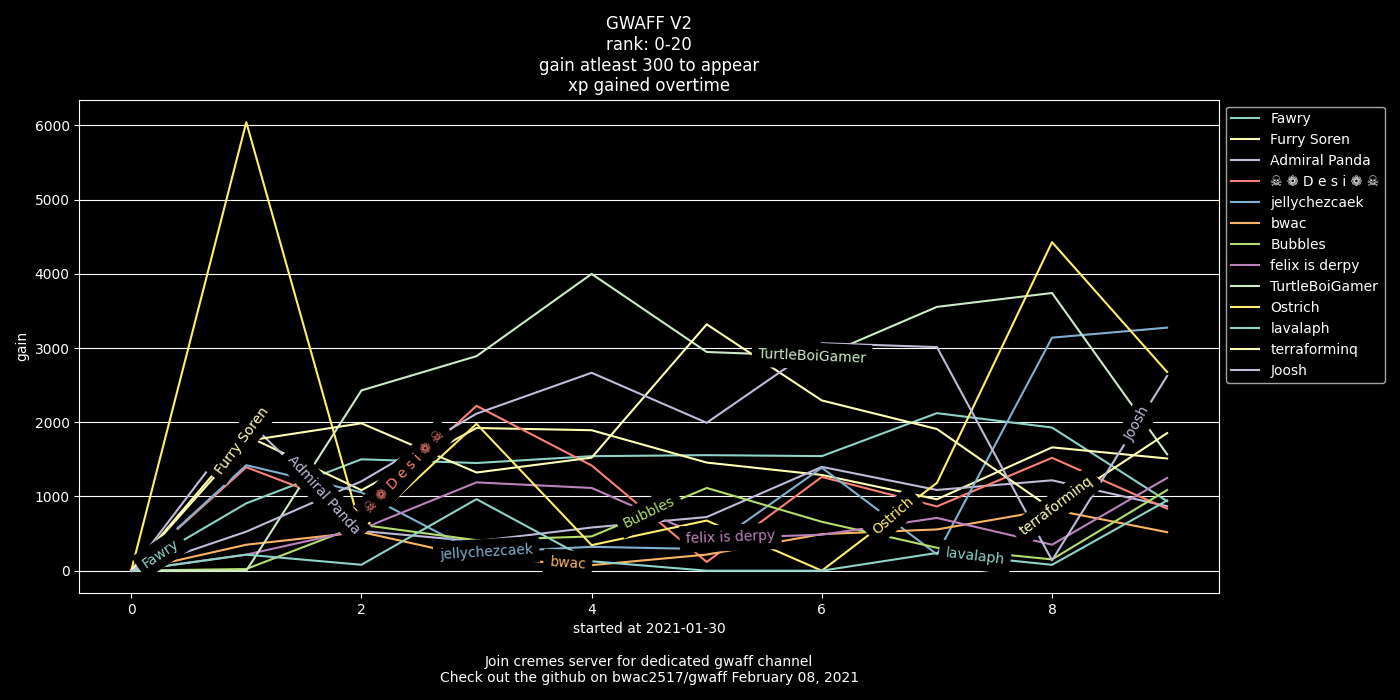 GWAFF V2
rank: 0-20
gain atleast 300 to appear
xp gained overtime
gain
6000
5000
4000
3000
2000
1000
0
0 2 4 6 8
started at 2021-01-30
Fawry
Furry Soren
Admiral Panda
☠ ❁ D e s i ❁ ☠
jellychezcaek
bwac
Bubbles
felix is derpy
TurtleBoiGamer
Ostrich
lavalaph
terraforminq
Joosh
Fawry
Furry Soren
Admiral Panda
☠ ❁ D e s i ❁ ☠
jellychezcaek
bwac
Bubbles
felix is derpy
TurtleBoiGamer
Ostrich
lavalaph
terraforminq
Joosh
Join cremes server for dedicated gwaff channel
Check out the github on bwac2517/gwaff February 08, 2021